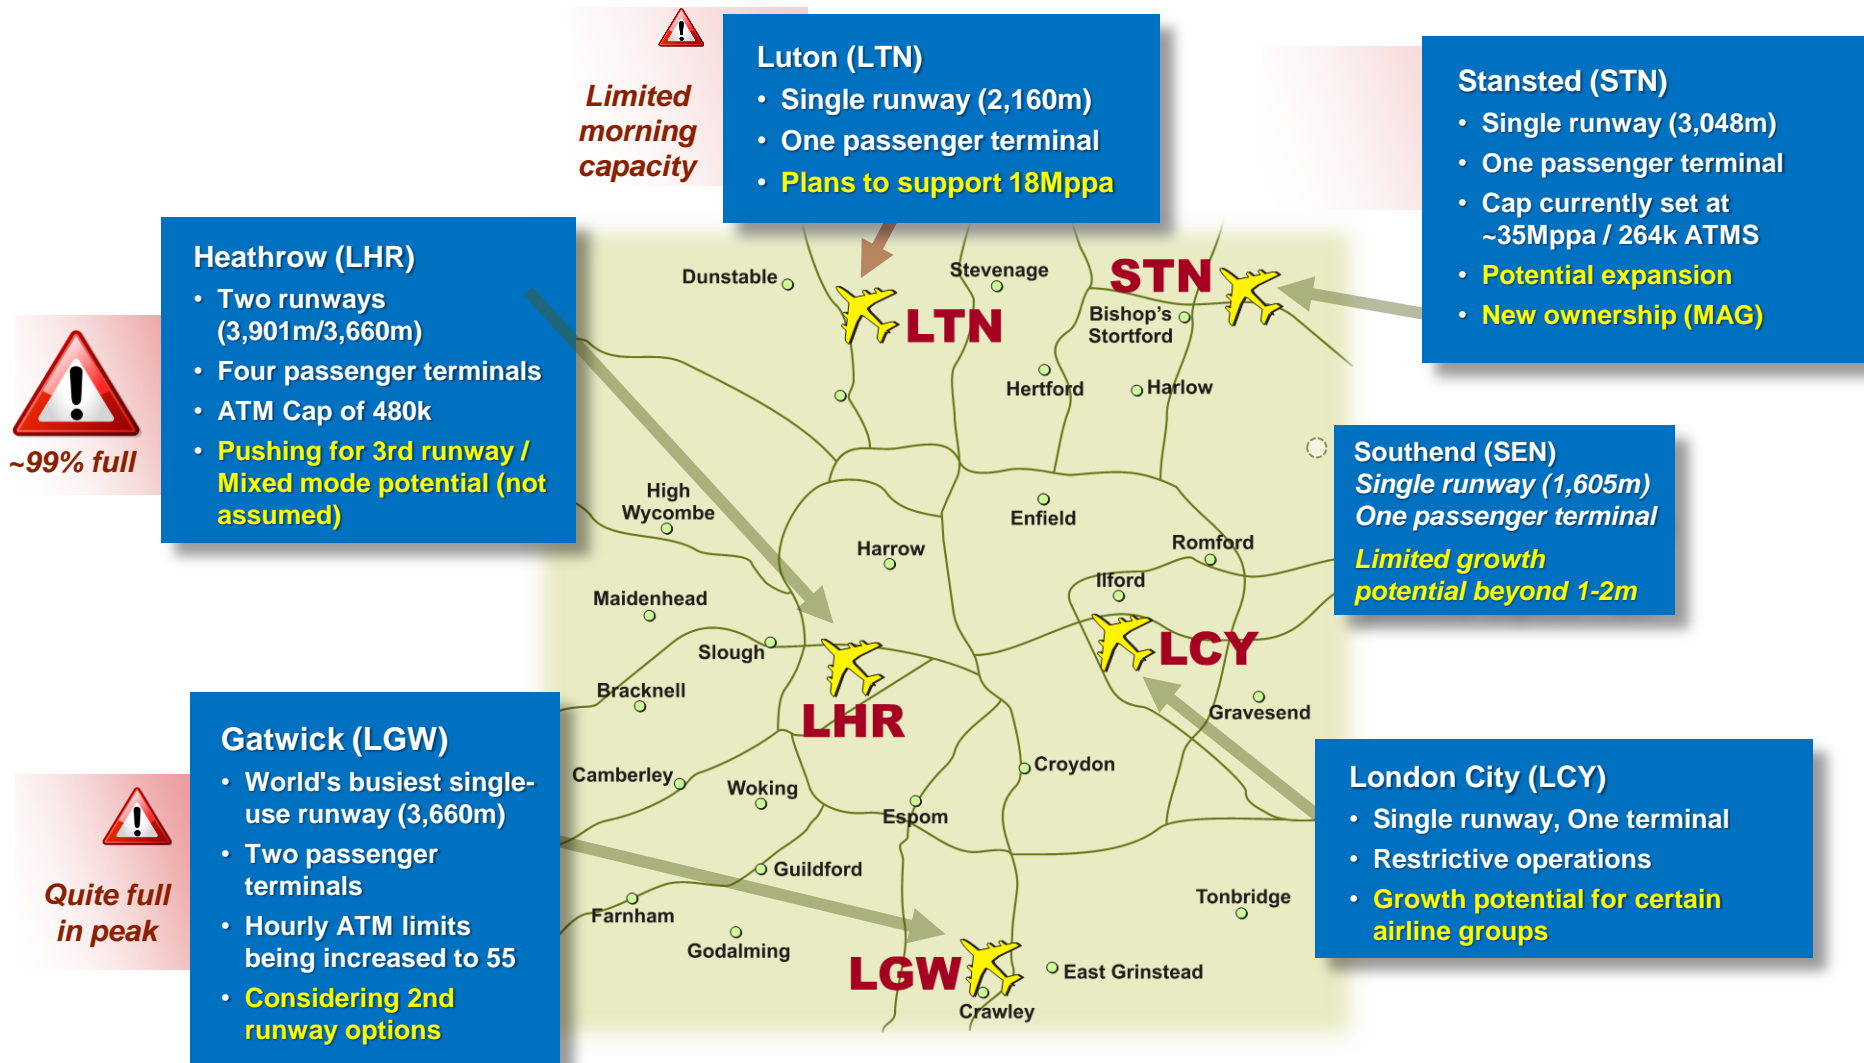 Limited
morning
capacity
Luton (LTN)
• Single runway (2,160m)
• One passenger terminal
• Plans to support 18Mppa
Stansted (STN)
• Single runway (3,048m)
• One passenger terminal
• Cap currently set at
~35Mppa / 264k ATMS
• Potential expansion
• New ownership (MAG)
~99% full
Heathrow (LHR)
• Two runways
(3,901m/3,660m)
• Four passenger terminals
• ATM Cap of 480k
• Pushing for 3rd runway /
Mixed mode potential (not
assumed)
Southend (SEN)
Single runway (1,605m)
One passenger terminal
Limited growth
potential beyond 1-2m
Quite full
in peak
Gatwick (LGW)
• World's busiest single-
use runway (3,660m)
• Two passenger
terminals
• Hourly ATM limits
being increased to 55
• Considering 2nd
runway options
London City (LCY)
• Single runway, One terminal
• Restrictive operations
• Growth potential for certain
airline groups
Dunstable
Stevenage
STN
LTN
Bishop's
Stortford
Hertford
Harlow
High
Wycombe
Enfield
Harrow
Romford
Ilford
Maidenhead
Slough
LCY
Bracknell
LHR
Gravesend
Camberley
Woking
Croydon
Espom
Guildford
Farnham
Godalming
Tonbridge
LGW
East Grinstead
Crawley